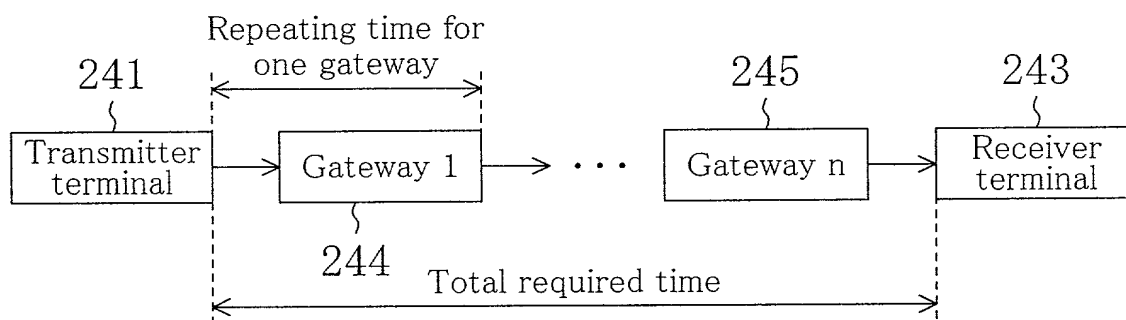 Repeating time for
one gateway
241
245
243
Transmitter
terminal
Gateway 1
Gateway n
Receiver
terminal
244
Total required time